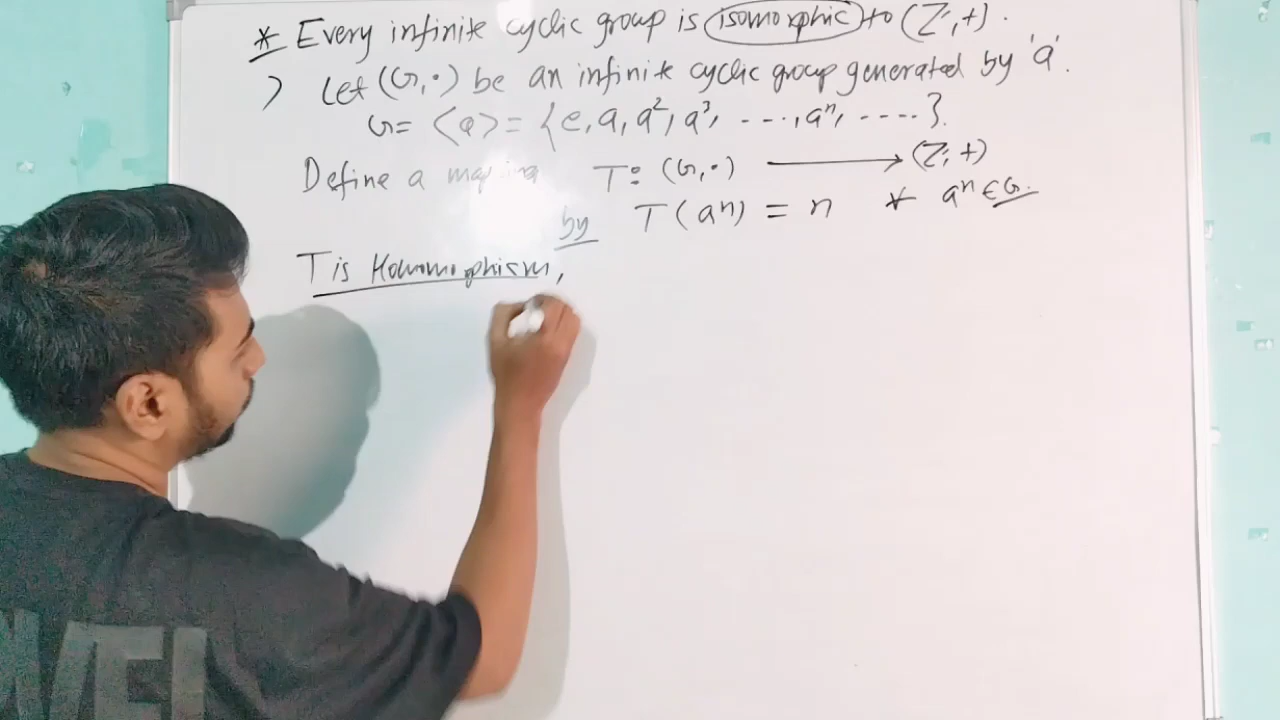 * Every infinite cyclic group is isomorphic to (Z, +).
> Let (G, ·) be an infinite cyclic group generated by 'a'.
G = <a> = {e, a, a², a³, ----, aⁿ, ----}.
Define a mapping T: (G, ·) → (Z, +)
by T(aⁿ) = n * aⁿ ∈ G.
T is Homomorphism,